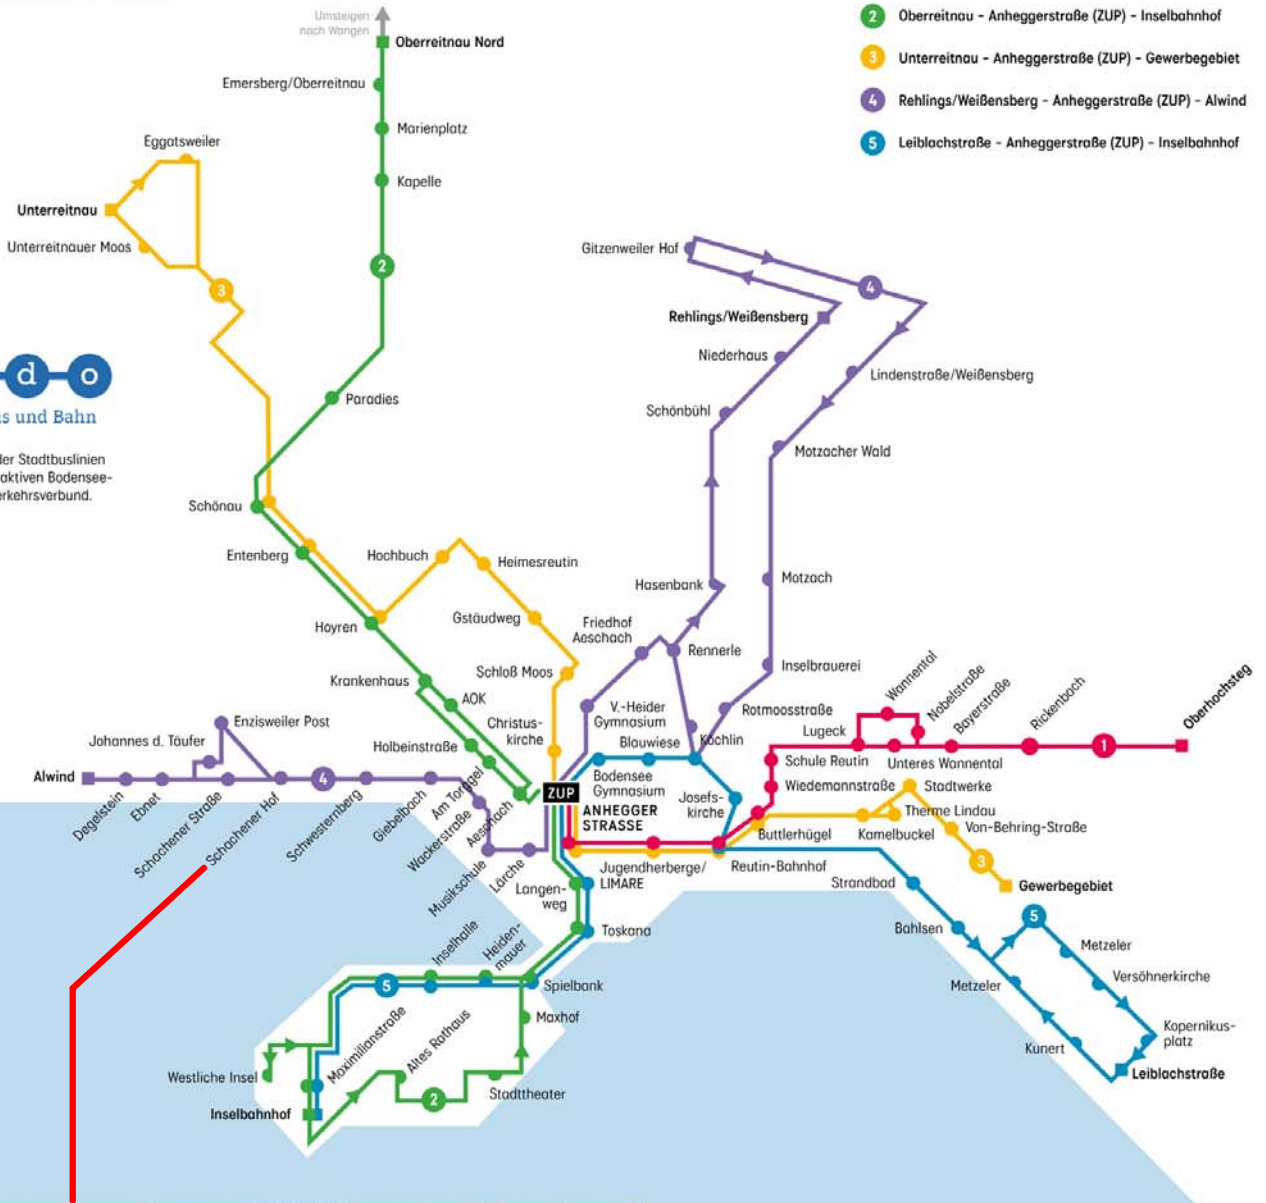 Umsteigen
nach Wangen
Oberreitnau Nord
Emersberg/Oberreitnau
Marienplatz
Kapelle
2
Paradies
2 Oberreitnau – Anheggerstraße (ZUP) – Inselbahnhof
3 Unterreitnau – Anheggerstraße (ZUP) – Gewerbegebiet
4 Rehlings/Weißensberg – Anheggerstraße (ZUP) – Alwind
5 Leiblachstraße – Anheggerstraße (ZUP) – Inselbahnhof
Eggatsweiler
Unterreitnau
Unterreitnauer Moos
3
d o
und Bahn
der Stadtbuslinien
aktiven Bodensee-
erkehrsverbund.
Schönau
Entenberg
Hoyren
Krankenhaus
AOK
Holbeinstraße
Am Torggel
Aeschach
Hochbuch
Heimesreutin
Gstäudweg
Schloß Moos
Christus-
kirche
Gitzenweiler Hof
4
Rehlings/Weißensberg
Niederhaus
Schönbühl
Lindenstraße/Weißensberg
Motzacher Wald
Hasenbank
Motzach
Friedhof
Aeschach
Rennerle
Inselbrauerei
V.-Heider
Gymnasium
Rotmoosstraße
Köchlin
Blauwiese
Bodensee
Gymnasium
Josefs-
kirche
ZUP
ANHEGGER
STRASSE
Wannental
Nobelstraße
Bayerstraße
Rickenbach
Oberhochsteg
Lugeck
1
Unteres Wannental
Schule Reutin
Wiedemannstraße
Stadtwerke
Therme Lindau
Buttlerhügel
Kamelbuckel
Von-Behring-Straße
3
Gewerbegebiet
Jugendherberge/
LIMARE
Reutin-Bahnhof
Strandbad
Bahlsen
5
Metzeler
Versöhnerkirche
Metzeler
Kopernikus-
platz
Kunert
Leiblachstraße
Enzisweiler Post
Johannes d. Täufer
Alwind
4
Degelstein
Ebnet
Schachener Straße
Schachener Hof
Schwesternberg
Giebelbach
Wackerstraße
Musikschule
Lärche
Langen-
weg
Toskana
Inselhalle
Heiden-
mauer
5
Spielbank
Maxhof
Maximilianstraße
Altes Rathaus
Westliche Insel
Stadttheater
2
Inselbahnhof